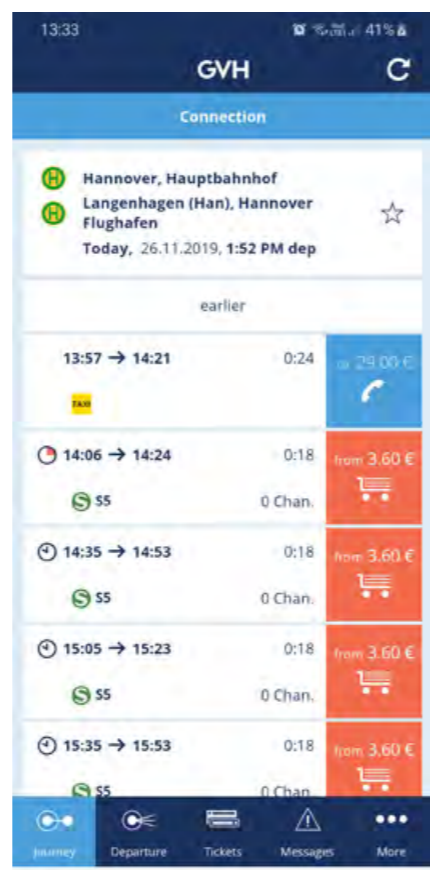 13:33 41%
GVH
Connection
H Hannover, Hauptbahnhof
H Langenhagen (Han), Hannover
Flughafen
Today, 26.11.2019, 1:52 PM dep
earlier
13:57 → 14:21 0:24 29.00 €
TAXI
14:06 → 14:24 0:18 from 3.60 €
S S5 0 Chan.
14:35 → 14:53 0:18 from 3.60 €
S S5 0 Chan.
15:05 → 15:23 0:18 from 3.60 €
S S5 0 Chan.
15:35 → 15:53 0:18 from 3.60 €
S S5 0 Chan.
Journey Departure Tickets Messages More